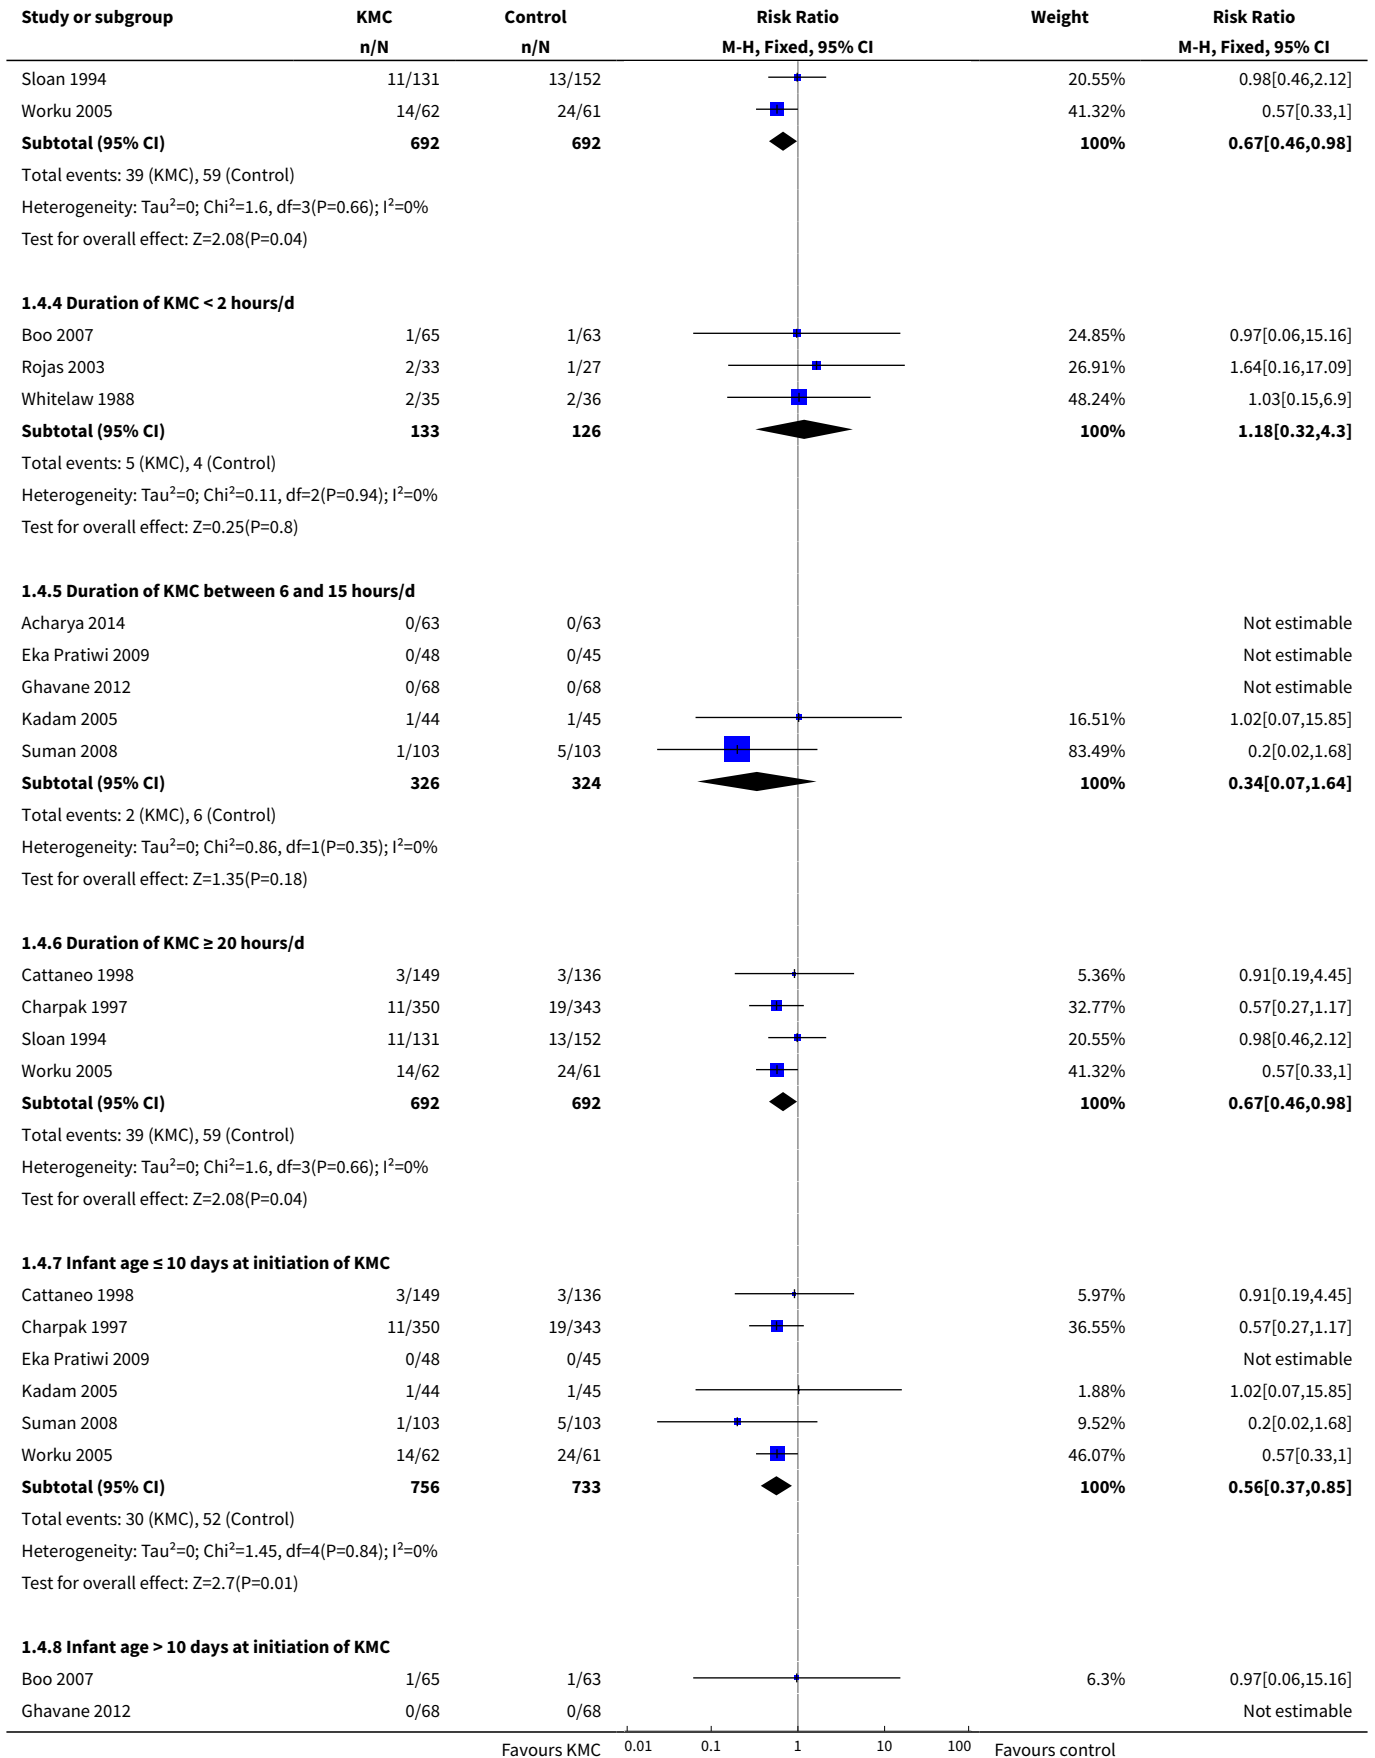 Study or subgroup KMC Control Risk Ratio Weight Risk Ratio
n/N n/N M-H, Fixed, 95% CI M-H, Fixed, 95% CI
Sloan 1994 11/131 13/152 20.55% 0.98[0.46,2.12]
Worku 2005 14/62 24/61 41.32% 0.57[0.33,1]
Subtotal (95% CI) 692 692 100% 0.67[0.46,0.98]
Total events: 39 (KMC), 59 (Control)
Heterogeneity: Tau²=0; Chi²=1.6, df=3(P=0.66); I²=0%
Test for overall effect: Z=2.08(P=0.04)
1.4.4 Duration of KMC < 2 hours/d
Boo 2007 1/65 1/63 24.85% 0.97[0.06,15.16]
Rojas 2003 2/33 1/27 26.91% 1.64[0.16,17.09]
Whitelaw 1988 2/35 2/36 48.24% 1.03[0.15,6.9]
Subtotal (95% CI) 133 126 100% 1.18[0.32,4.3]
Total events: 5 (KMC), 4 (Control)
Heterogeneity: Tau²=0; Chi²=0.11, df=2(P=0.94); I²=0%
Test for overall effect: Z=0.25(P=0.8)
1.4.5 Duration of KMC between 6 and 15 hours/d
Acharya 2014 0/63 0/63 Not estimable
Eka Pratiwi 2009 0/48 0/45 Not estimable
Ghavane 2012 0/68 0/68 Not estimable
Kadam 2005 1/44 1/45 16.51% 1.02[0.07,15.85]
Suman 2008 1/103 5/103 83.49% 0.2[0.02,1.68]
Subtotal (95% CI) 326 324 100% 0.34[0.07,1.64]
Total events: 2 (KMC), 6 (Control)
Heterogeneity: Tau²=0; Chi²=0.86, df=1(P=0.35); I²=0%
Test for overall effect: Z=1.35(P=0.18)
1.4.6 Duration of KMC ≥ 20 hours/d
Cattaneo 1998 3/149 3/136 5.36% 0.91[0.19,4.45]
Charpak 1997 11/350 19/343 32.77% 0.57[0.27,1.17]
Sloan 1994 11/131 13/152 20.55% 0.98[0.46,2.12]
Worku 2005 14/62 24/61 41.32% 0.57[0.33,1]
Subtotal (95% CI) 692 692 100% 0.67[0.46,0.98]
Total events: 39 (KMC), 59 (Control)
Heterogeneity: Tau²=0; Chi²=1.6, df=3(P=0.66); I²=0%
Test for overall effect: Z=2.08(P=0.04)
1.4.7 Infant age ≤ 10 days at initiation of KMC
Cattaneo 1998 3/149 3/136 5.97% 0.91[0.19,4.45]
Charpak 1997 11/350 19/343 36.55% 0.57[0.27,1.17]
Eka Pratiwi 2009 0/48 0/45 Not estimable
Kadam 2005 1/44 1/45 1.88% 1.02[0.07,15.85]
Suman 2008 1/103 5/103 9.52% 0.2[0.02,1.68]
Worku 2005 14/62 24/61 46.07% 0.57[0.33,1]
Subtotal (95% CI) 756 733 100% 0.56[0.37,0.85]
Total events: 30 (KMC), 52 (Control)
Heterogeneity: Tau²=0; Chi²=1.45, df=4(P=0.84); I²=0%
Test for overall effect: Z=2.7(P=0.01)
1.4.8 Infant age > 10 days at initiation of KMC
Boo 2007 1/65 1/63 6.3% 0.97[0.06,15.16]
Ghavane 2012 0/68 0/68 Not estimable
Favours KMC 0.01 0.1 1 10 100 Favours control